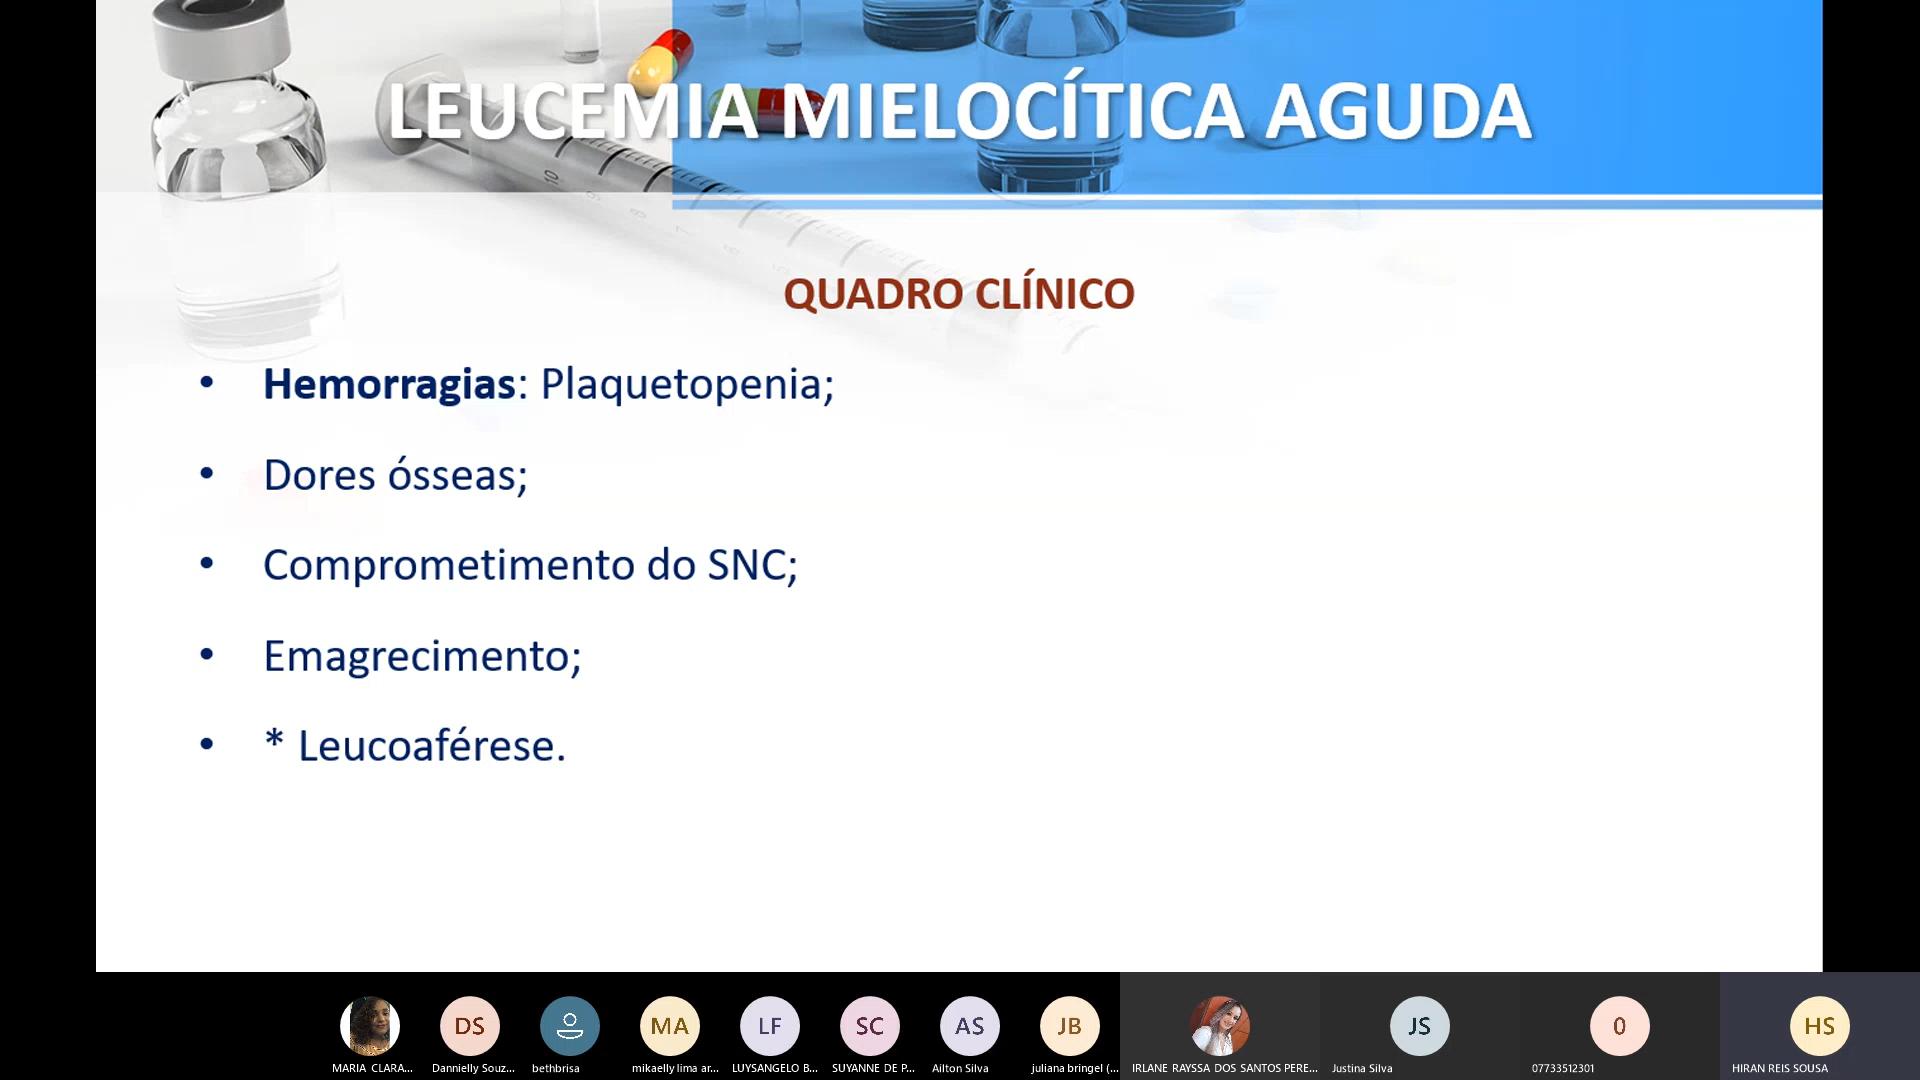 LEUCEMIA MIELOCÍTICA AGUDA
QUADRO CLÍNICO
• Hemorragias: Plaquetopenia;
• Dores ósseas;
• Comprometimento do SNC;
• Emagrecimento;
• * Leucoaférese.
DS
MA
LF
SC
AS
JB
JS
0
HS
MARIA CLARA...
Dannielly Souz...
bethbrisa
mikaelly lima ar...
LUYSANGELO B...
SUYANNE DE P...
Ailton Silva
juliana bringel (...
IRLANE RAYSSA DOS SANTOS PERE...
Justina Silva
07733512301
HIRAN REIS SOUSA